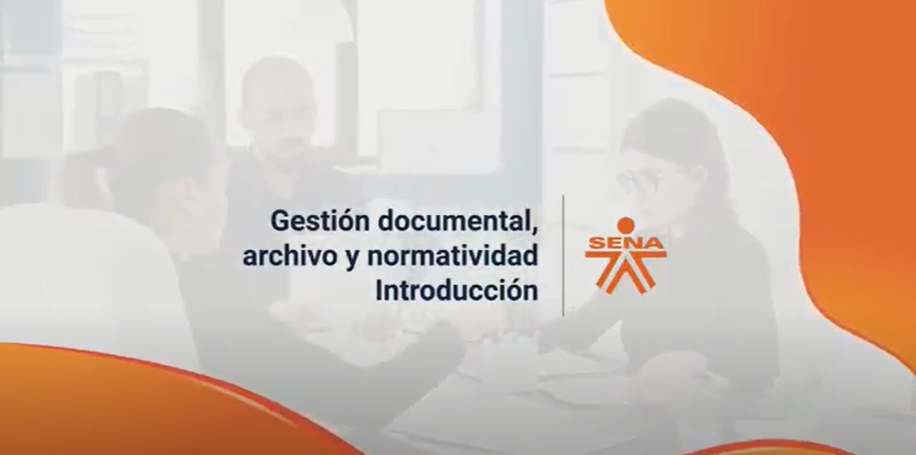 Gestión documental,
archivo y normatividad
Introducción
SENA